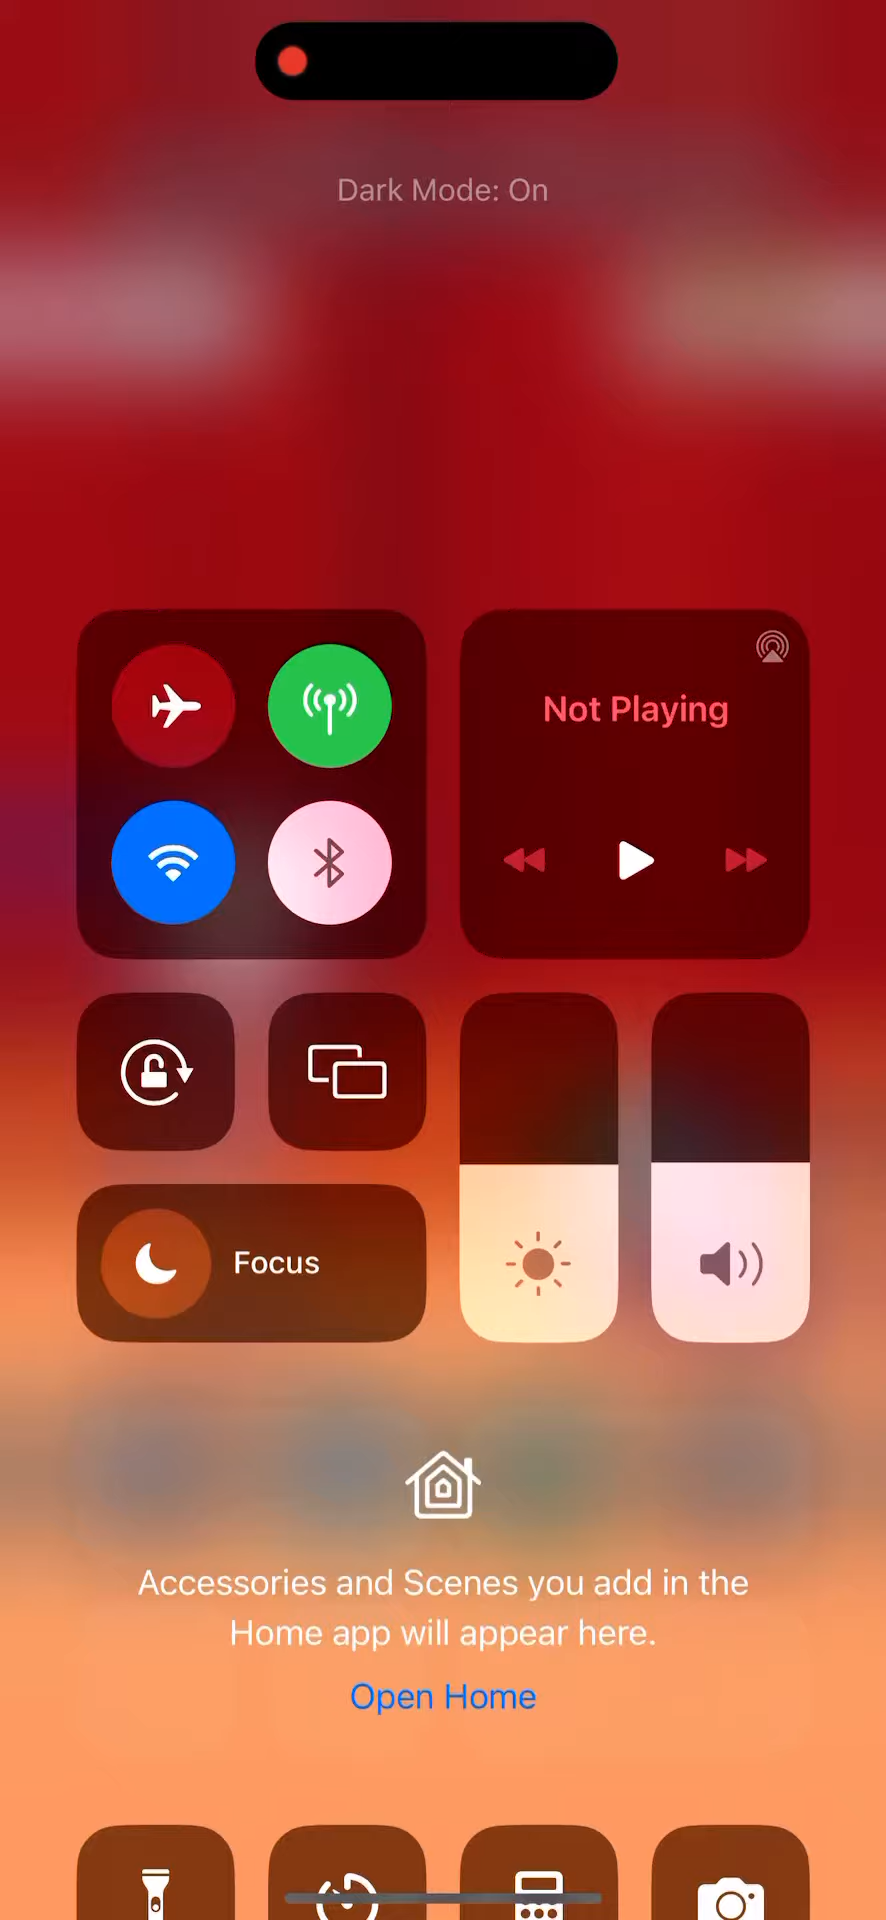 Dark Mode: On
Not Playing
Focus
Accessories and Scenes you add in the
Home app will appear here.
Open Home